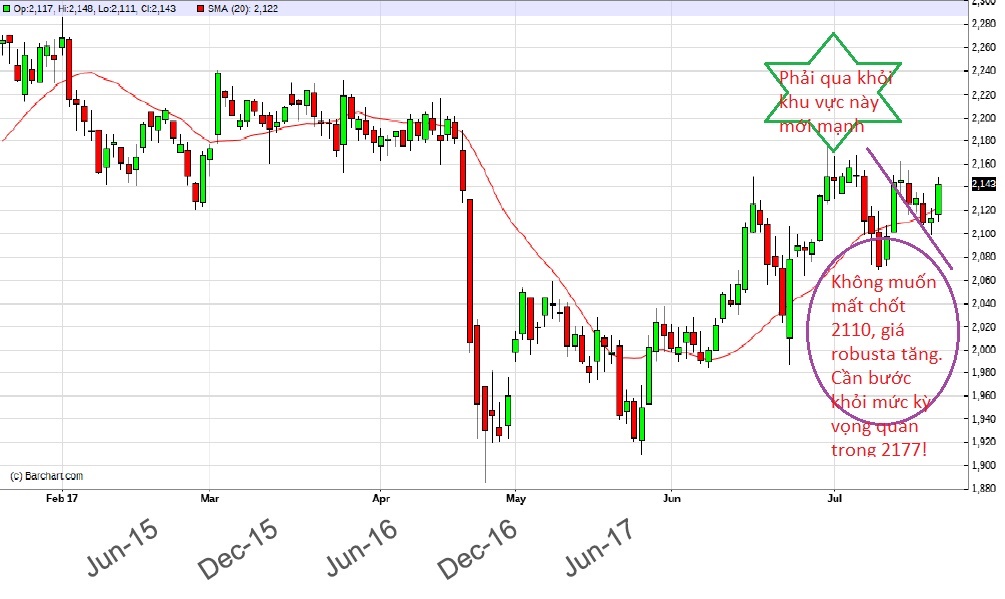 Op:2,117, Hi:2,148, Lo:2,111, Cl:2,143 SMA (20): 2,122
2,300
2,280
2,260
2,240
2,220
2,200
2,180
2,160
2,143
2,120
2,100
2,080
2,060
2,040
2,020
2,000
1,980
1,960
1,940
1,920
1,900
1,880
Phải qua khỏi
khu vực này
mới mạnh
Không muốn
mất chốt
2110, giá
robusta tăng.
Cần bước
khỏi mức kỳ
vọng quan
trọng 2177!
(c) Barchart.com
Feb 17 Mar Apr May Jun Jul
Jun-15 Dec-15 Jun-16 Dec-16 Jun-17